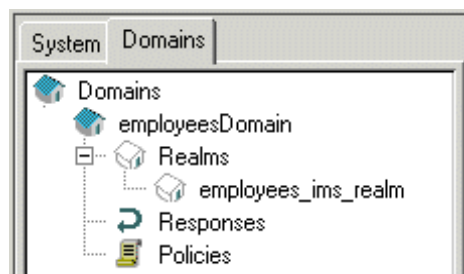 System Domains
Domains
employeesDomain
Realms
employees_ims_realm
Responses
Policies